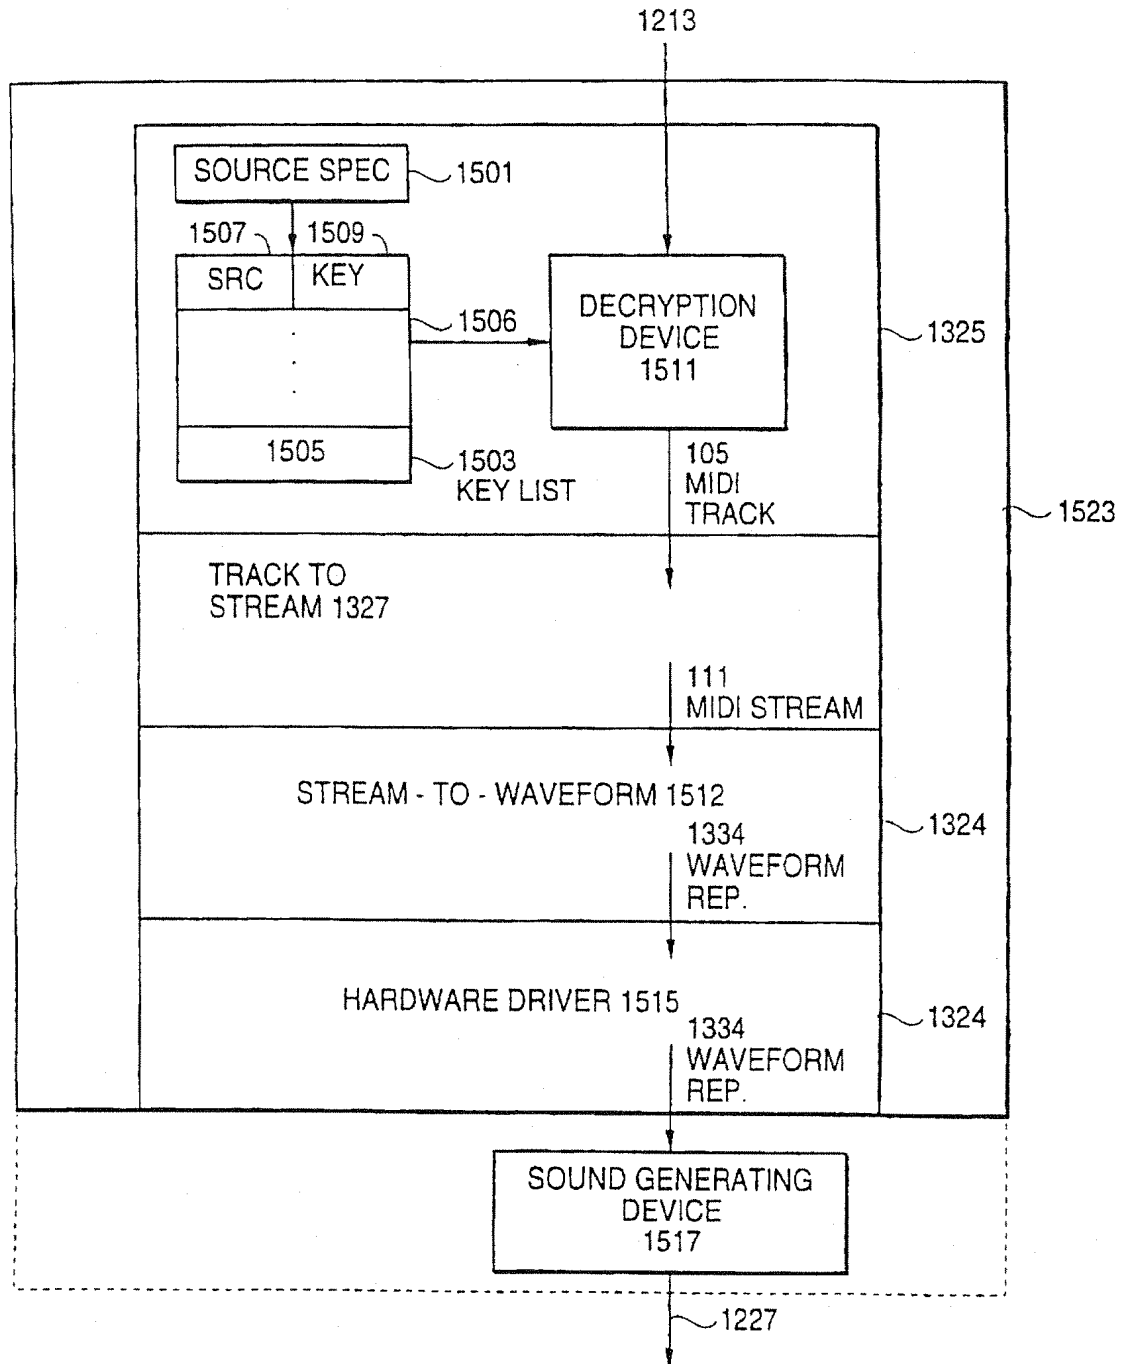 1213
SOURCE SPEC
1501
1507
1509
SRC
KEY
1506
DECRYPTION
DEVICE
1511
1325
1505
1503
KEY LIST
105
MIDI
TRACK
1523
TRACK TO
STREAM 1327
111
MIDI STREAM
STREAM - TO - WAVEFORM 1512
1334
WAVEFORM
REP.
1324
HARDWARE DRIVER 1515
1334
WAVEFORM
REP.
1324
SOUND GENERATING
DEVICE
1517
1227